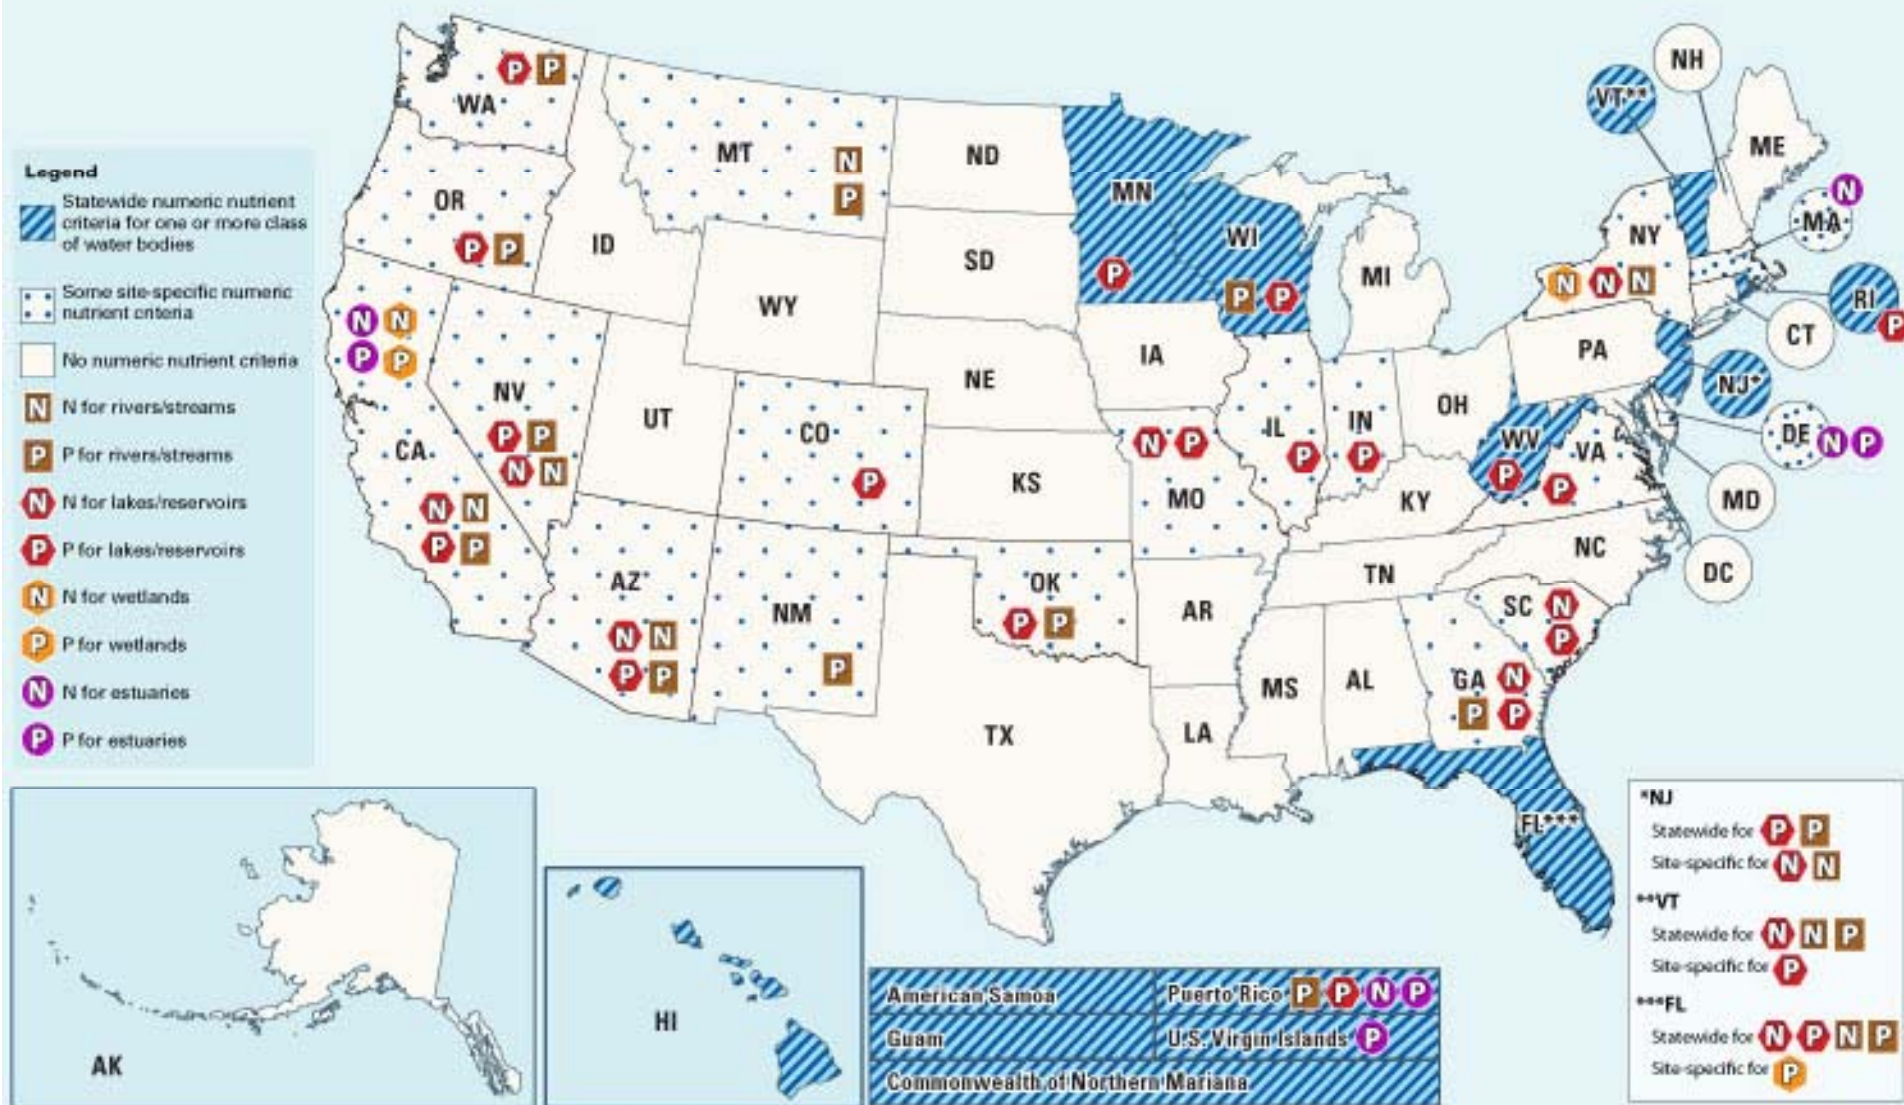 Legend
Statewide numeric nutrient
criteria for one or more class
of water bodies
Some site-specific numeric
nutrient criteria
No numeric nutrient criteria
N N for rivers/streams
P P for rivers/streams
N N for lakes/reservoirs
P P for lakes/reservoirs
N N for wetlands
P P for wetlands
N N for estuaries
P P for estuaries
P P
WA
OR
P P
N N
P P
CA
N N
P P
NV
P P
N N
ID
MT
N
P
WY
UT
CO
P
AZ
N N
P P
NM
P
ND
SD
NE
KS
OK
P P
TX
MN
P
IA
N P
MO
AR
LA
WI
P P
IL
P
MI
IN
P
OH
KY
TN
MS
AL
GA N
P P
SC N
P
NC
FL***
WV
P
VA
P
PA
NY
N N N
VT**
NH
ME
N
MA
RI
P
CT
NJ*
DE N P
MD
DC
AK
HI
American Samoa
Puerto Rico P P N P
Guam
U.S. Virgin Islands P
Commonwealth of Northern Mariana
*NJ
Statewide for P P
Site-specific for N N
**VT
Statewide for N N P
Site-specific for P
***FL
Statewide for N P N P
Site-specific for P